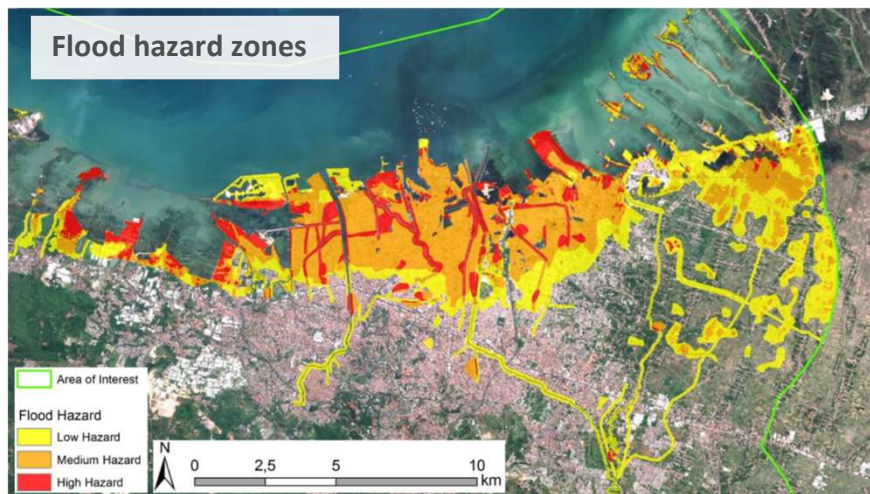 Flood hazard zones
Area of Interest
Flood Hazard
Low Hazard
Medium Hazard
High Hazard
N
0 2,5 5 10
km